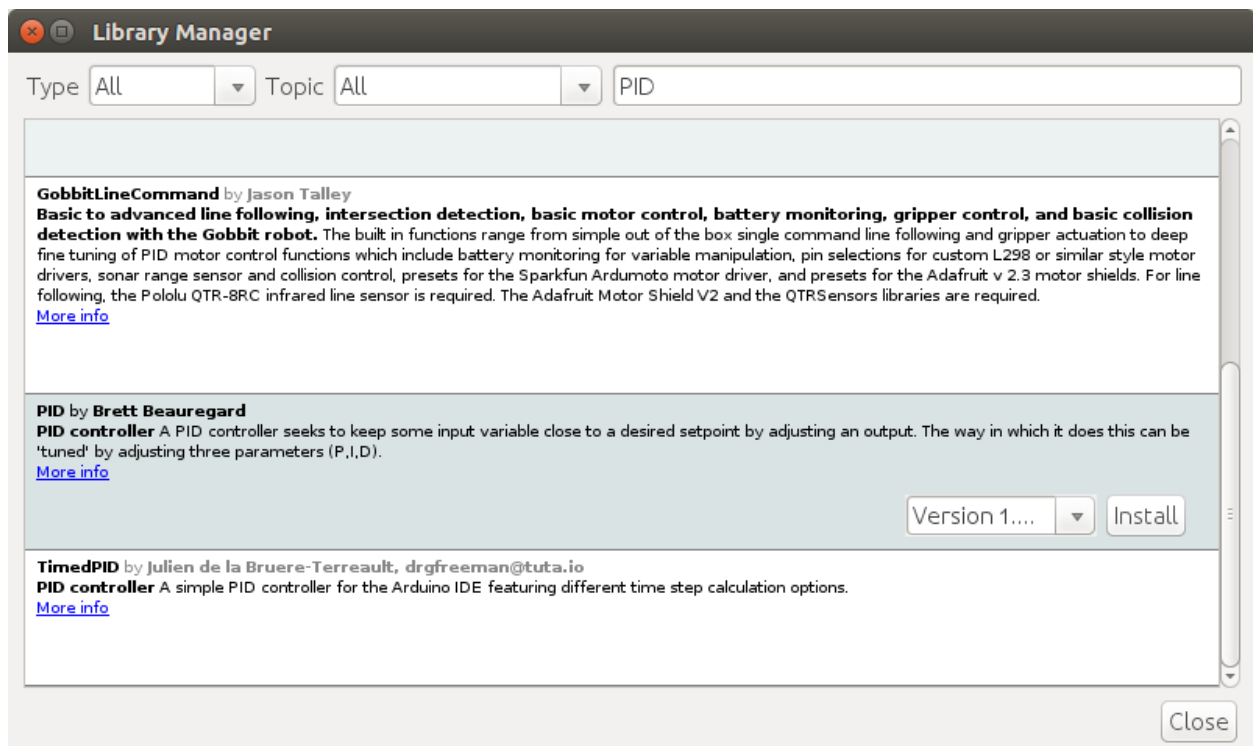 Library Manager
Type All Topic All PID
GobbitLineCommand by Jason Talley
Basic to advanced line following, intersection detection, basic motor control, battery monitoring, gripper control, and basic collision
detection with the Gobbit robot. The built in functions range from simple out of the box single command line following and gripper actuation to deep
fine tuning of PID motor control functions which include battery monitoring for variable manipulation, pin selections for custom L298 or similar style motor
drivers, sonar range sensor and collision control, presets for the Sparkfun Ardumoto motor driver, and presets for the Adafruit v 2.3 motor shields. For line
following, the Pololu QTR-8RC infrared line sensor is required. The Adafruit Motor Shield V2 and the QTRSensors libraries are required.
More info
PID by Brett Beauregard
PID controller A PID controller seeks to keep some input variable close to a desired setpoint by adjusting an output. The way in which it does this can be
'tuned' by adjusting three parameters (P,I,D).
More info
Version 1.... Install
TimedPID by Julien de la Bruere-Terreault, drgfreeman@tuta.io
PID controller A simple PID controller for the Arduino IDE featuring different time step calculation options.
More info
Close